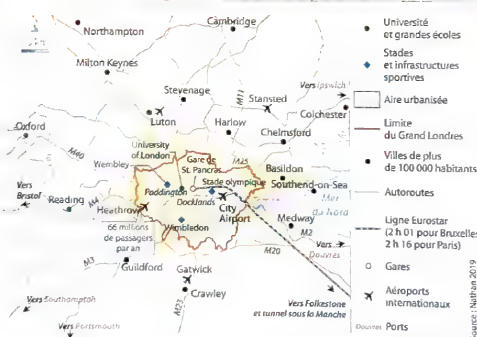 Northampton
Cambridge
Milton Keynes
Stevenage
M11
Stansted
Vers Ipswich
Luton
Harlow
Colchester
Oxford
M40
University
of London
Chelmsford
Wembley
Gare de
St. Pancras
M25
Stade olympique
Basildon
Southend-on-Sea
Vers
Bristol
Reading
M4
Paddington
Docklands
Mer
du Nord
Heathrow
City
Airport
Wimbledon
Medway
66 millions
de passagers
par an
M2
Vers
Douvres
M3
M20
Guildford
Gatwick
M23
Crawley
Vers Southampton
Vers Portsmouth
Vers Folkestone
et tunnel sous la Manche
Université
et grandes écoles
Stades
et infrastructures
sportives
Aire urbanisée
Limite
du Grand Londres
Villes de plus
de 100 000 habitants
Autoroutes
Ligne Eurostar
(2 h 01 pour Bruxelles
2 h 16 pour Paris)
Gares
Aéroports
internationaux
Douvres Ports
Source : Nathan 2019